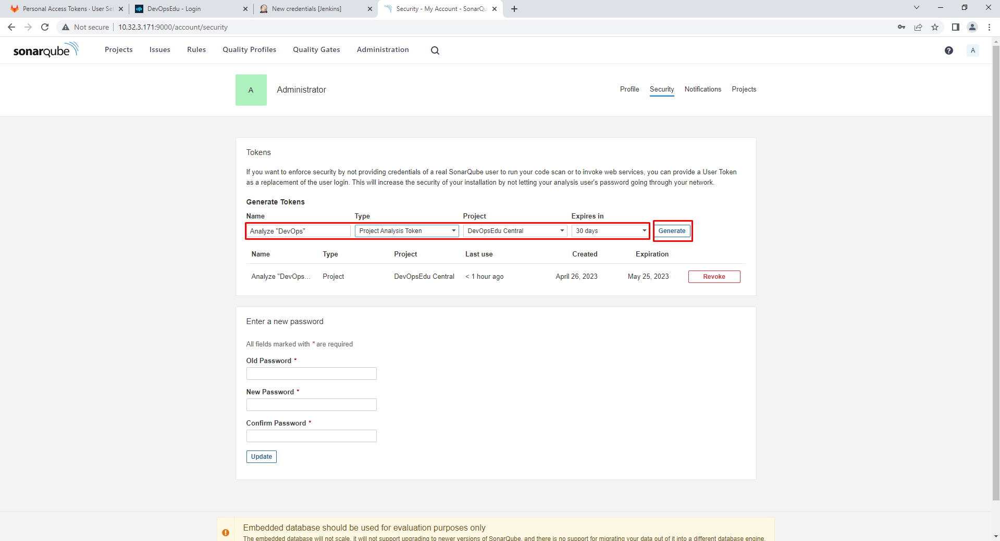 Personal Access Tokens · User Set
DevOpsEdu - Login
New credentials [Jenkins]
Security - My Account - SonarQu
Not secure
10.32.3.171:9000/account/security
sonarqube
Projects
Issues
Rules
Quality Profiles
Quality Gates
Administration
?
A
A
Administrator
Profile
Security
Notifications
Projects
Tokens
If you want to enforce security by not providing credentials of a real SonarQube user to run your code scan or to invoke web services, you can provide a User Token
as a replacement of the user login. This will increase the security of your installation by not letting your analysis user's password going through your network.
Generate Tokens
Name Type Project Expires in
Analyze "DevOps" Project Analysis Token DevOpsEdu Central 30 days Generate
Name Type Project Last use Created Expiration
Analyze "DevOps… Project DevOpsEdu Central < 1 hour ago April 26, 2023 May 25, 2023 Revoke
Enter a new password
All fields marked with * are required
Old Password *
New Password *
Confirm Password *
Update
Embedded database should be used for evaluation purposes only
The embedded database will not scale, it will not support upgrading to newer versions of SonarQube, and there is no support for migrating your data out of it into a different database engine.